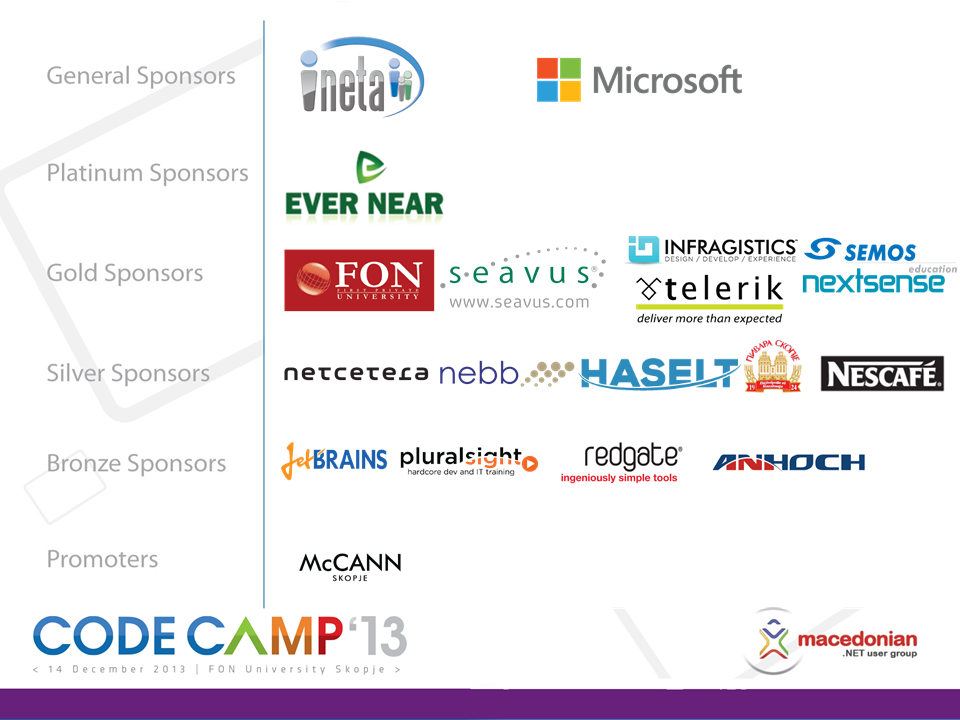 General Sponsors
ineta
Microsoft
Platinum Sponsors
EVER NEAR
Gold Sponsors
FON
FIRST PRIVATE
UNIVERSITY
seavus®
www.seavus.com
INFRAGISTICS™
DESIGN / DEVELOP / EXPERIENCE
telerik
deliver more than expected
SEMOS
education
nextsense
Silver Sponsors
netcetera
nebb
HASELT
ПИВАРА СКОПЈЕ
19 24
NESCAFÉ®
Bronze Sponsors
JetBRAINS
pluralsight
hardcore dev and IT training
redgate®
ingeniously simple tools
ANHOCH
Promoters
McCANN
SKOPJE
CODE CAMP '13
< 14 December 2013 | FON University Skopje >
macedonian
.NET user group